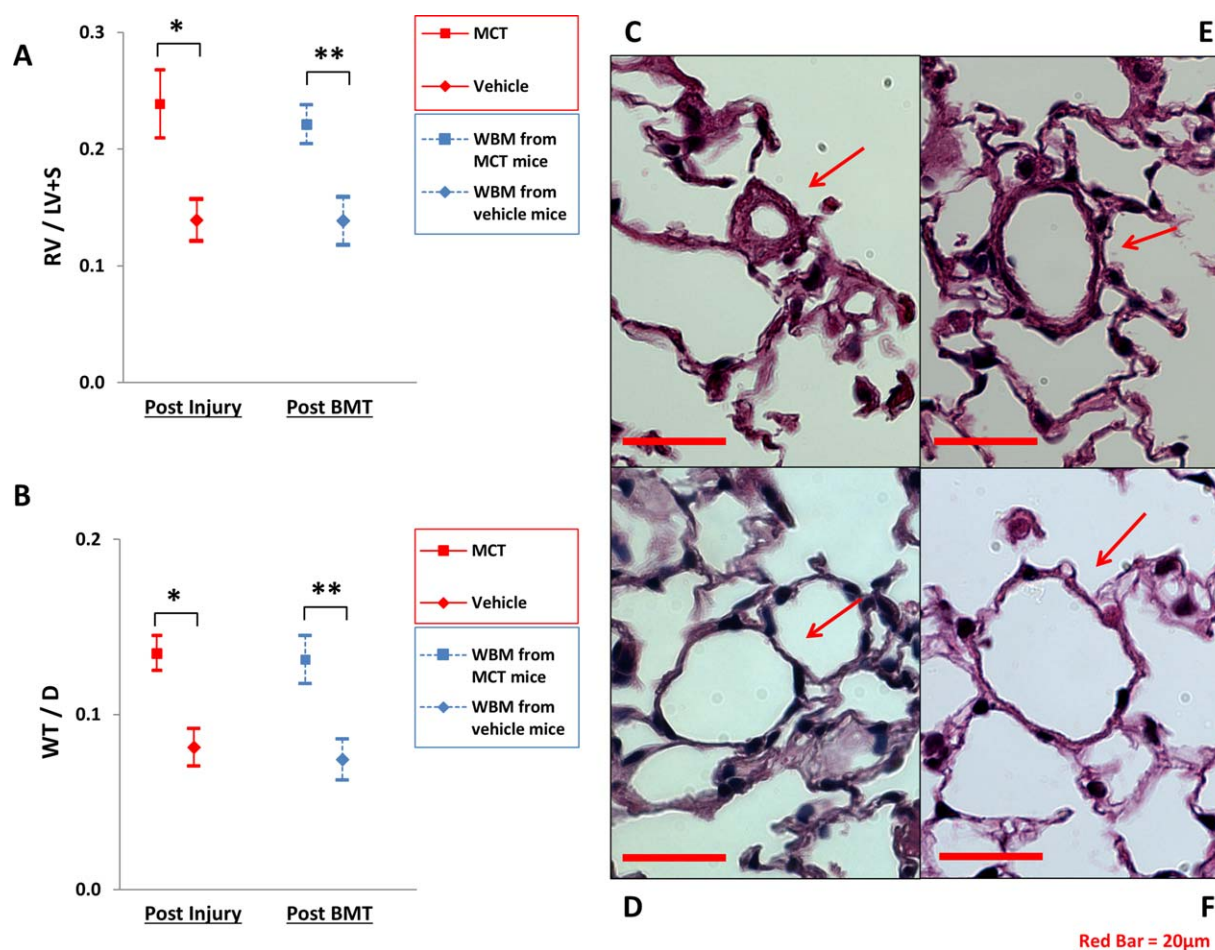 A
RV / LV+S
0.3
0.2
0.1
0.0
*
**
Post Injury
Post BMT
MCT
Vehicle
WBM from
MCT mice
WBM from
vehicle mice
B
WT / D
0.2
0.1
0.0
*
**
Post Injury
Post BMT
MCT
Vehicle
WBM from
MCT mice
WBM from
vehicle mice
C
E
D
F
Red Bar = 20µm